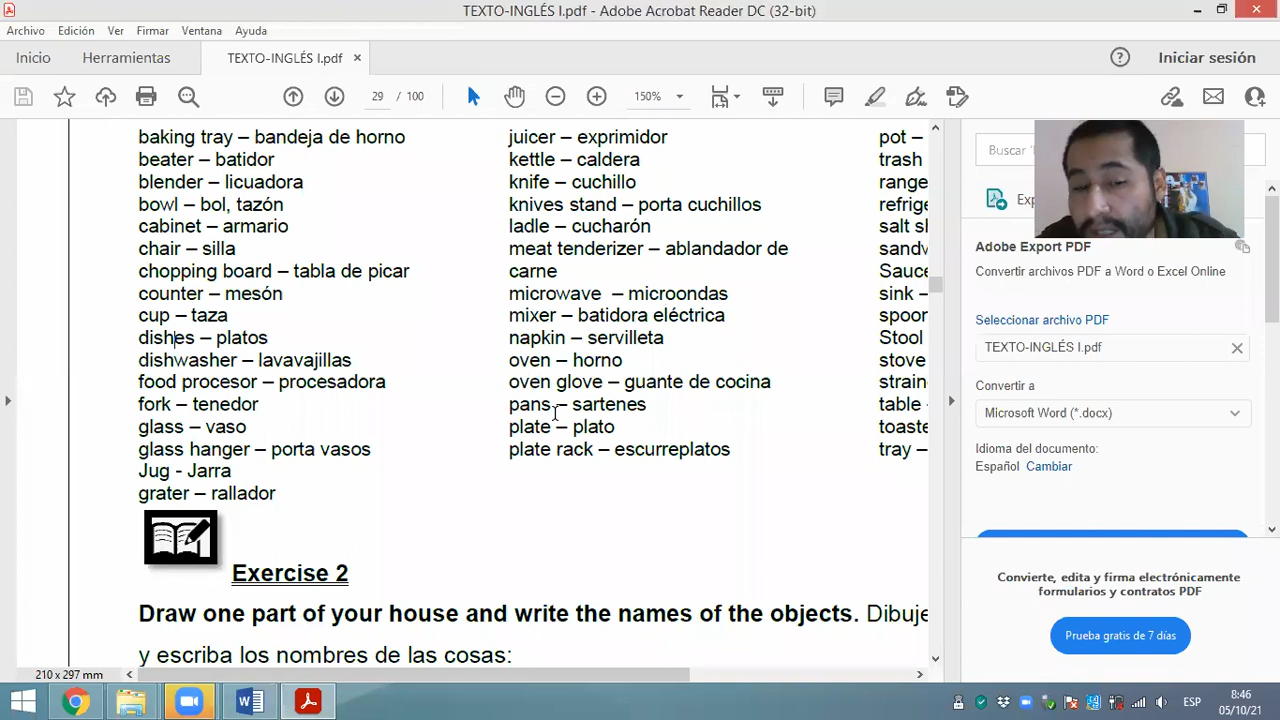 TEXTO-INGLÉS I.pdf - Adobe Acrobat Reader DC (32-bit)
Archivo Edición Ver Firmar Ventana Ayuda
Inicio Herramientas TEXTO-INGLÉS I.pdf × Iniciar sesión
29 / 100 150%
baking tray – bandeja de horno
beater – batidor
blender – licuadora
bowl – bol, tazón
cabinet – armario
chair – silla
chopping board – tabla de picar
counter – mesón
cup – taza
dishes – platos
dishwasher – lavavajillas
food procesor – procesadora
fork – tenedor
glass – vaso
glass hanger – porta vasos
Jug - Jarra
grater – rallador
juicer – exprimidor
kettle – caldera
knife – cuchillo
knives stand – porta cuchillos
ladle – cucharón
meat tenderizer – ablandador de
carne
microwave – microondas
mixer – batidora eléctrica
napkin – servilleta
oven – horno
oven glove – guante de cocina
pans – sartenes
plate – plato
plate rack – escurreplatos
pot –
trash
range
refrige
salt sh
sandv
Sauce
sink –
spoor
Stool
stove
strain
table -
toaste
tray –
Exercise 2
Draw one part of your house and write the names of the objects. Dibuje
y escriba los nombres de las cosas:
210 x 297 mm
Buscar
Exp
Adobe Export PDF
Convertir archivos PDF a Word o Excel Online
Seleccionar archivo PDF
TEXTO-INGLÉS I.pdf
Convertir a
Microsoft Word (*.docx)
Idioma del documento:
Español Cambiar
Convierte, edita y firma electrónicamente
formularios y contratos PDF
Prueba gratis de 7 días
ESP
8:46
05/10/21